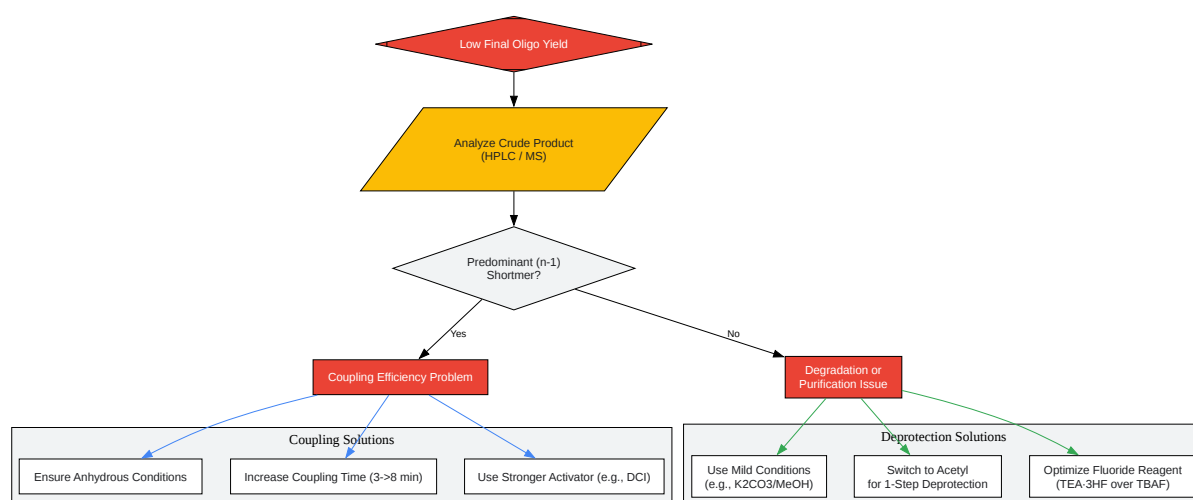 Low Final Oligo Yield
Analyze Crude Product
(HPLC / MS)
Predominant (n-1)
Shortmer?
Yes
No
Coupling Efficiency Problem
Degradation or
Purification Issue
Coupling Solutions
Deprotection Solutions
Ensure Anhydrous Conditions
Increase Coupling Time (3->8 min)
Use Stronger Activator (e.g., DCI)
Use Mild Conditions
(e.g., K2CO3/MeOH)
Switch to Acetyl
for 1-Step Deprotection
Optimize Fluoride Reagent
(TEA·3HF over TBAF)